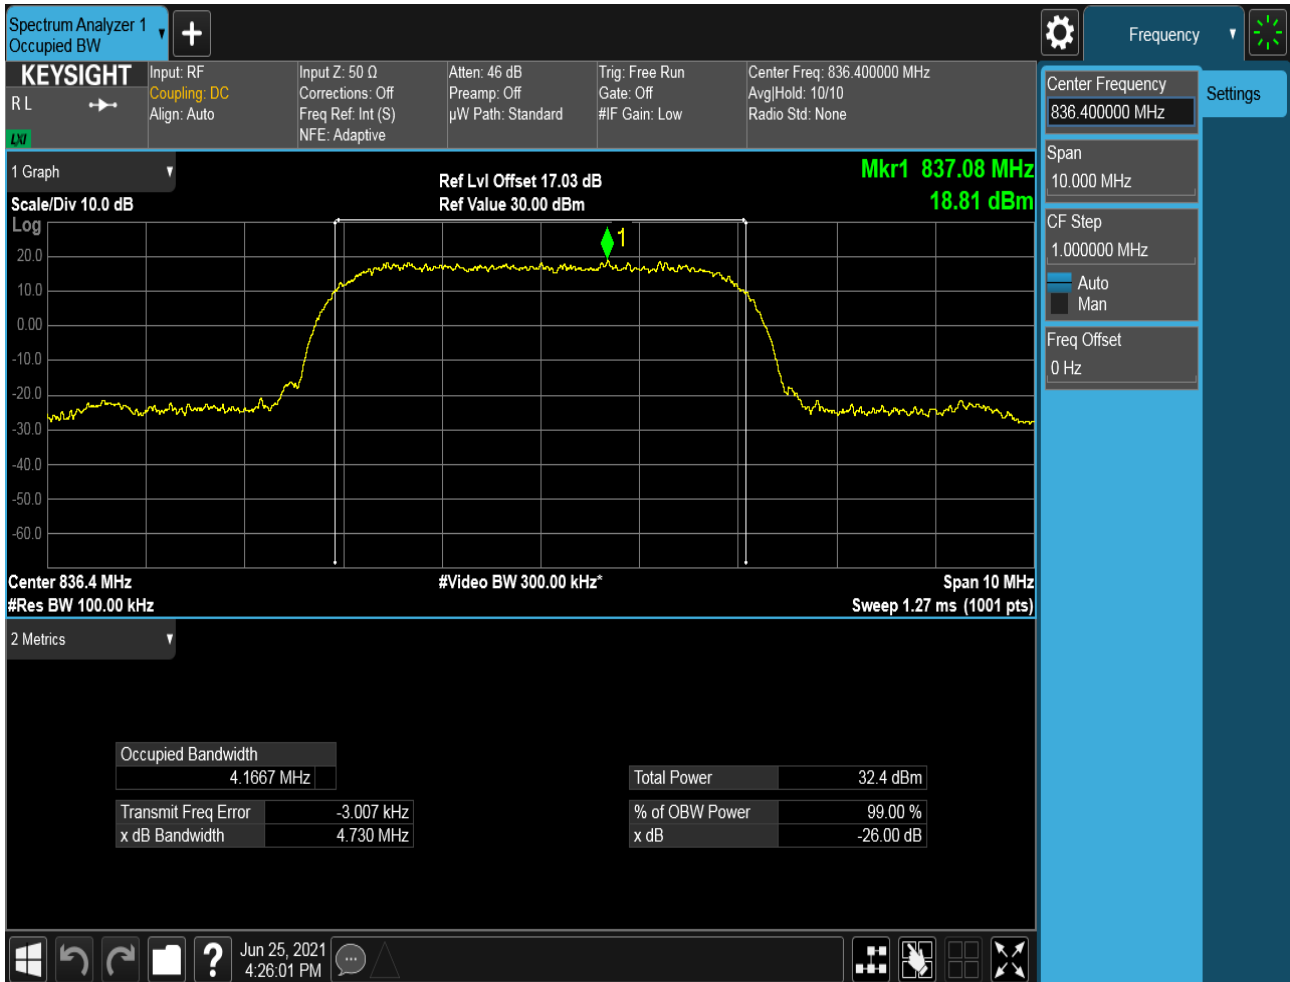 Spectrum Analyzer 1
Occupied BW
Frequency
KEYSIGHT
R L
LXI
Input: RF
Coupling: DC
Align: Auto
Input Z: 50 Ω
Corrections: Off
Freq Ref: Int (S)
NFE: Adaptive
Atten: 46 dB
Preamp: Off
µW Path: Standard
Trig: Free Run
Gate: Off
#IF Gain: Low
Center Freq: 836.400000 MHz
Avg|Hold: 10/10
Radio Std: None
Center Frequency
836.400000 MHz
Settings
Span
10.000 MHz
CF Step
1.000000 MHz
Auto
Man
Freq Offset
0 Hz
1 Graph
Scale/Div 10.0 dB
Ref Lvl Offset 17.03 dB
Ref Value 30.00 dBm
Mkr1 837.08 MHz
18.81 dBm
Log
1
20.0
10.0
0.00
-10.0
-20.0
-30.0
-40.0
-50.0
-60.0
Center 836.4 MHz
#Video BW 300.00 kHz*
Span 10 MHz
#Res BW 100.00 kHz
Sweep 1.27 ms (1001 pts)
2 Metrics
Occupied Bandwidth
4.1667 MHz
Total Power 32.4 dBm
Transmit Freq Error -3.007 kHz
% of OBW Power 99.00 %
x dB Bandwidth 4.730 MHz
x dB -26.00 dB
?
Jun 25, 2021
4:26:01 PM